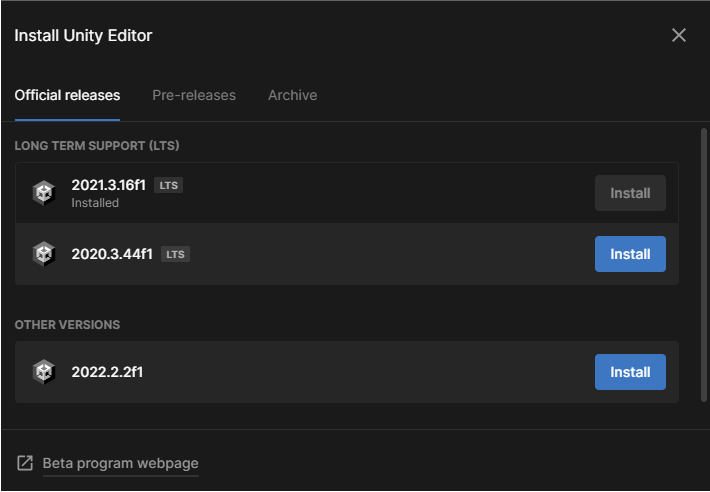 Install Unity Editor
Official releases Pre-releases Archive
LONG TERM SUPPORT (LTS)
2021.3.16f1 LTS
Installed
Install
2020.3.44f1 LTS
Install
OTHER VERSIONS
2022.2.2f1
Install
Beta program webpage